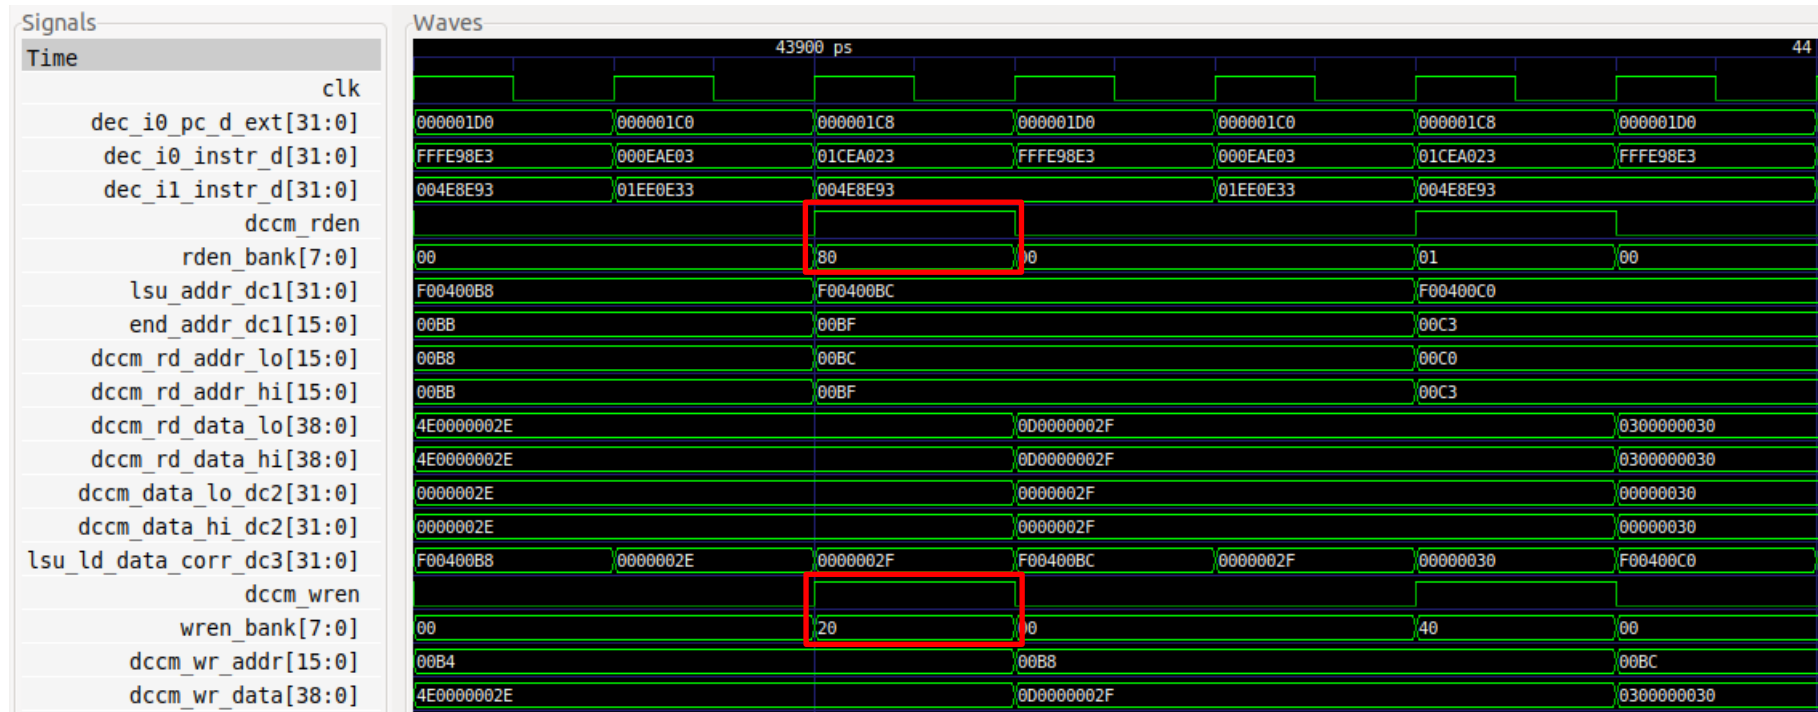 Signals Waves
Time 43900 ps 44
clk
dec_i0_pc_d_ext[31:0] 000001D0 000001C0 000001C8 000001D0 000001C0 000001C8 000001D0
dec_i0_instr_d[31:0] FFFE98E3 000EAE03 01CEA023 FFFE98E3 000EAE03 01CEA023 FFFE98E3
dec_i1_instr_d[31:0] 004E8E93 01EE0E33 004E8E93 01EE0E33 004E8E93
dccm_rden
rden_bank[7:0] 00 80 00 01 00
lsu_addr_dc1[31:0] F00400B8 F00400BC F00400C0
end_addr_dc1[15:0] 00BB 00BF 00C3
dccm_rd_addr_lo[15:0] 00B8 00BC 00C0
dccm_rd_addr_hi[15:0] 00BB 00BF 00C3
dccm_rd_data_lo[38:0] 4E0000002E 0D0000002F 0300000030
dccm_rd_data_hi[38:0] 4E0000002E 0D0000002F 0300000030
dccm_data_lo_dc2[31:0] 0000002E 0000002F 00000030
dccm_data_hi_dc2[31:0] 0000002E 0000002F 00000030
lsu_ld_data_corr_dc3[31:0] F00400B8 0000002E 0000002F F00400BC 0000002F 00000030 F00400C0
dccm_wren
wren_bank[7:0] 00 20 00 40 00
dccm_wr_addr[15:0] 00B4 00B8 00BC
dccm_wr_data[38:0] 4E0000002E 0D0000002F 0300000030